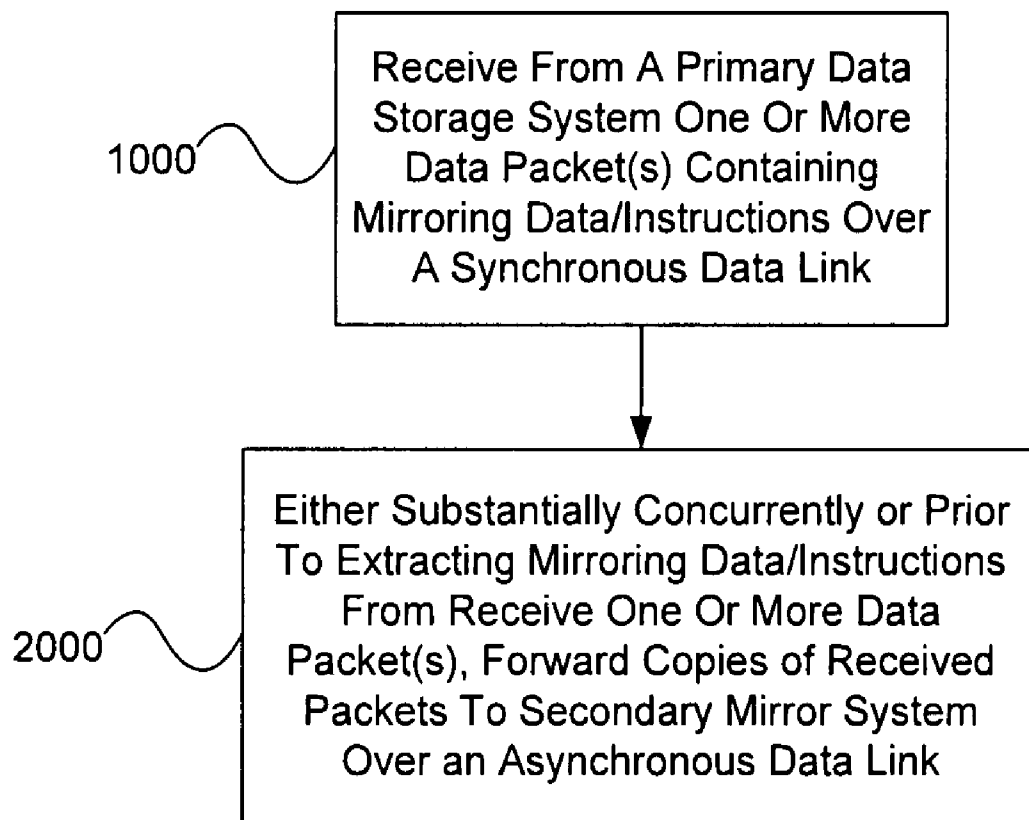 Receive From A Primary Data
Storage System One Or More
Data Packet(s) Containing
Mirroring Data/Instructions Over
A Synchronous Data Link
1000
Either Substantially Concurrently or Prior
To Extracting Mirroring Data/Instructions
From Receive One Or More Data
Packet(s), Forward Copies of Received
Packets To Secondary Mirror System
Over an Asynchronous Data Link
2000